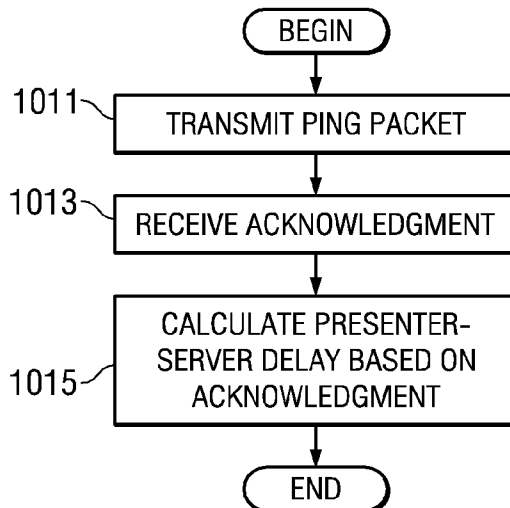 BEGIN
1011
TRANSMIT PING PACKET
1013
RECEIVE ACKNOWLEDGMENT
CALCULATE PRESENTER-
SERVER DELAY BASED ON
1015
ACKNOWLEDGMENT
END